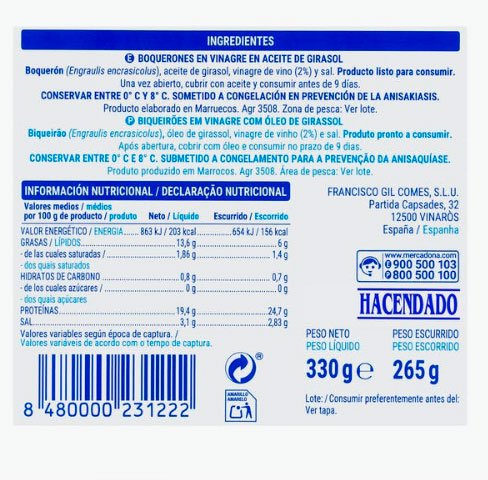 INGREDIENTES
E BOQUERONES EN VINAGRE EN ACEITE DE GIRASOL
Boquerón (Engraulis encrasicolus), aceite de girasol, vinagre de vino (2%) y sal. Producto listo para consumir.
Una vez abierto, cubrir con aceite y consumir antes de 9 días.
CONSERVAR ENTRE 0° C Y 8° C. SOMETIDO A CONGELACIÓN EN PREVENCIÓN DE LA ANISAKIASIS.
Producto elaborado en Marruecos. Agr 3508. Zona de pesca: Ver lote.
P BIQUEIRÕES EM VINAGRE COM ÓLEO DE GIRASSOL
Biqueirão (Engraulis encrasicolus), óleo de girassol, vinagre de vinho (2%) e sal. Produto pronto a consumir.
Após abertura, cobrir com óleo e consumir no prazo de 9 dias.
CONSERVAR ENTRE 0° C E 8° C. SUBMETIDO A CONGELAMENTO PARA A PREVENÇÃO DA ANISAQUÍASE.
Produto produzido em Marrocos. Agr 3508. Área de pesca: Ver lote.
INFORMACIÓN NUTRICIONAL / DECLARAÇÃO NUTRICIONAL
Valores medios / médios
por 100 g de producto / produto Neto / Líquido Escurrido / Escorrido
VALOR ENERGÉTICO / ENERGIA 863 kJ / 203 kcal 654 kJ / 156 kcal
GRASAS / LÍPIDOS 13,6 g 6 g
- de las cuales saturadas / 1,86 g 1,4 g
- dos quais saturados
HIDRATOS DE CARBONO 0,8 g 0,7 g
- de los cuales azúcares / 0 g 0 g
- dos quais açúcares
PROTEÍNAS 19,4 g 24,7 g
SAL 3,1 g 2,83 g
Valores variables según época de captura. /
Valores variáveis de acordo com o tempo de captura.
FRANCISCO GIL COMES, S.L.U.
Partida Capsades, 32
12500 VINARÒS
España / Espanha
www.mercadona.com
E 900 500 103
P 800 500 100
HACENDADO
PESO NETO PESO ESCURRIDO
PESO LÍQUIDO PESO ESCORRIDO
330 g e 265 g
Lote: / Consumir preferentemente antes del:
Ver tapa.
AMARILLO
AMARELO
8 480000 231222